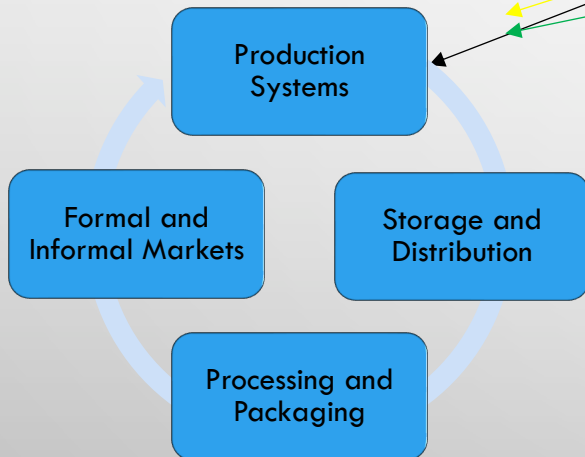 Production
Systems
Formal and
Informal Markets
Storage and
Distribution
Processing and
Packaging